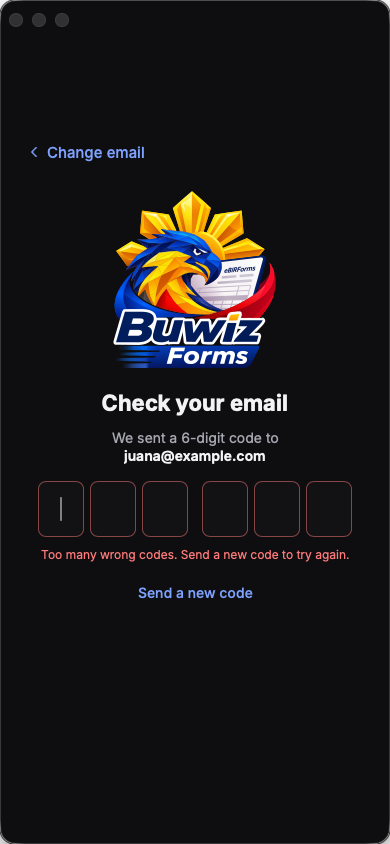 Change email
eBIRForms
Buwiz
Forms
Check your email
We sent a 6-digit code to
juana@example.com
Too many wrong codes. Send a new code to try again.
Send a new code